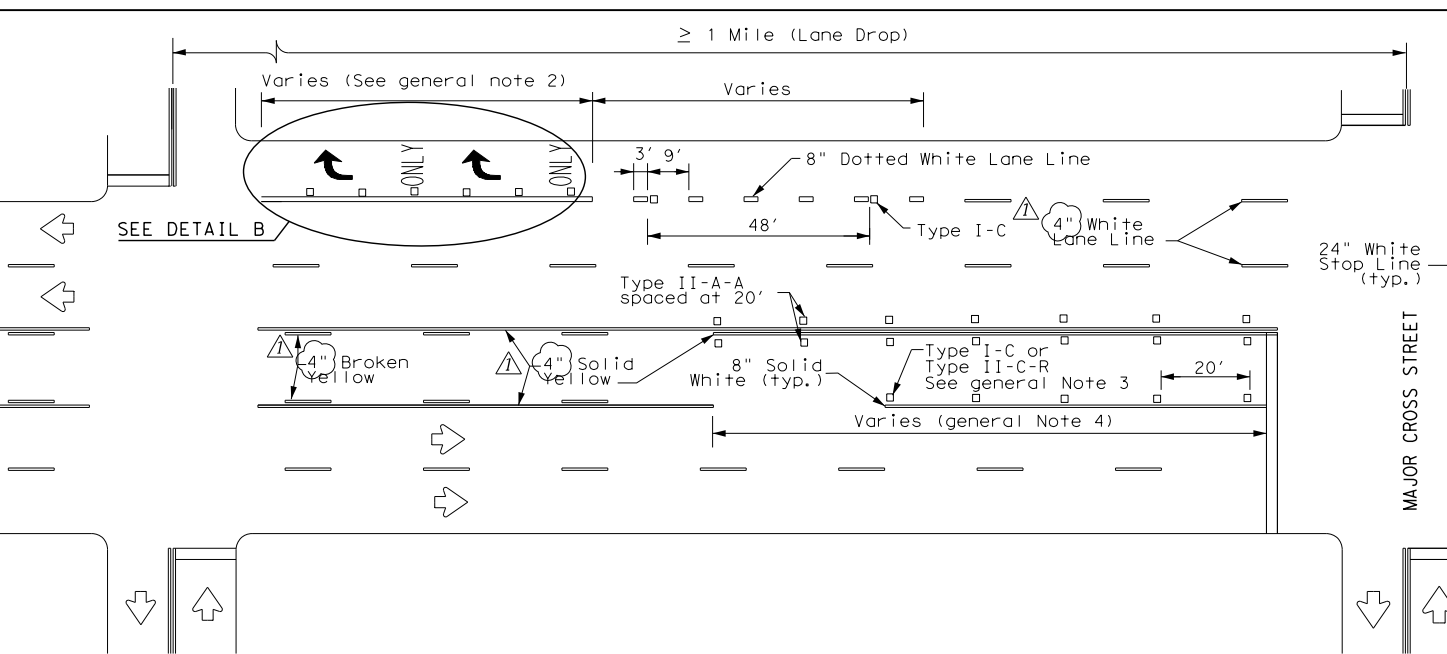 ≥ 1 Mile (Lane Drop)
Varies (See general note 2)
Varies
ONLY
ONLY
3'
9'
8" Dotted White Lane Line
SEE DETAIL B
48'
Type I-C
1
4" White
Lane Line
24" White
Stop Line
(typ.)
Type II-A-A
spaced at 20'
1
4" Broken
Yellow
1
4" Solid
Yellow
8" Solid
White (typ.)
Type I-C or
Type II-C-R
See general Note 3
20'
Varies (general Note 4)
MAJOR CROSS STREET